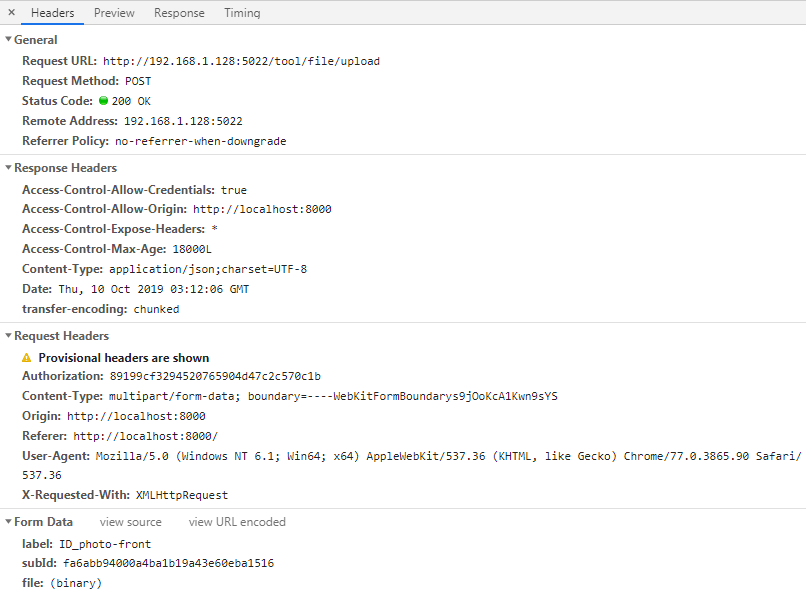 × Headers Preview Response Timing
General
Request URL: http://192.168.1.128:5022/tool/file/upload
Request Method: POST
Status Code: 200 OK
Remote Address: 192.168.1.128:5022
Referrer Policy: no-referrer-when-downgrade
Response Headers
Access-Control-Allow-Credentials: true
Access-Control-Allow-Origin: http://localhost:8000
Access-Control-Expose-Headers: *
Access-Control-Max-Age: 18000L
Content-Type: application/json;charset=UTF-8
Date: Thu, 10 Oct 2019 03:12:06 GMT
transfer-encoding: chunked
Request Headers
Provisional headers are shown
Authorization: 89199cf3294520765904d47c2c570c1b
Content-Type: multipart/form-data; boundary=----WebKitFormBoundarys9jOoKcA1Kwn9sYS
Origin: http://localhost:8000
Referer: http://localhost:8000/
User-Agent: Mozilla/5.0 (Windows NT 6.1; Win64; x64) AppleWebKit/537.36 (KHTML, like Gecko) Chrome/77.0.3865.90 Safari/
537.36
X-Requested-With: XMLHttpRequest
Form Data view source view URL encoded
label: ID_photo-front
subId: fa6abb94000a4ba1b19a43e60eba1516
file: (binary)